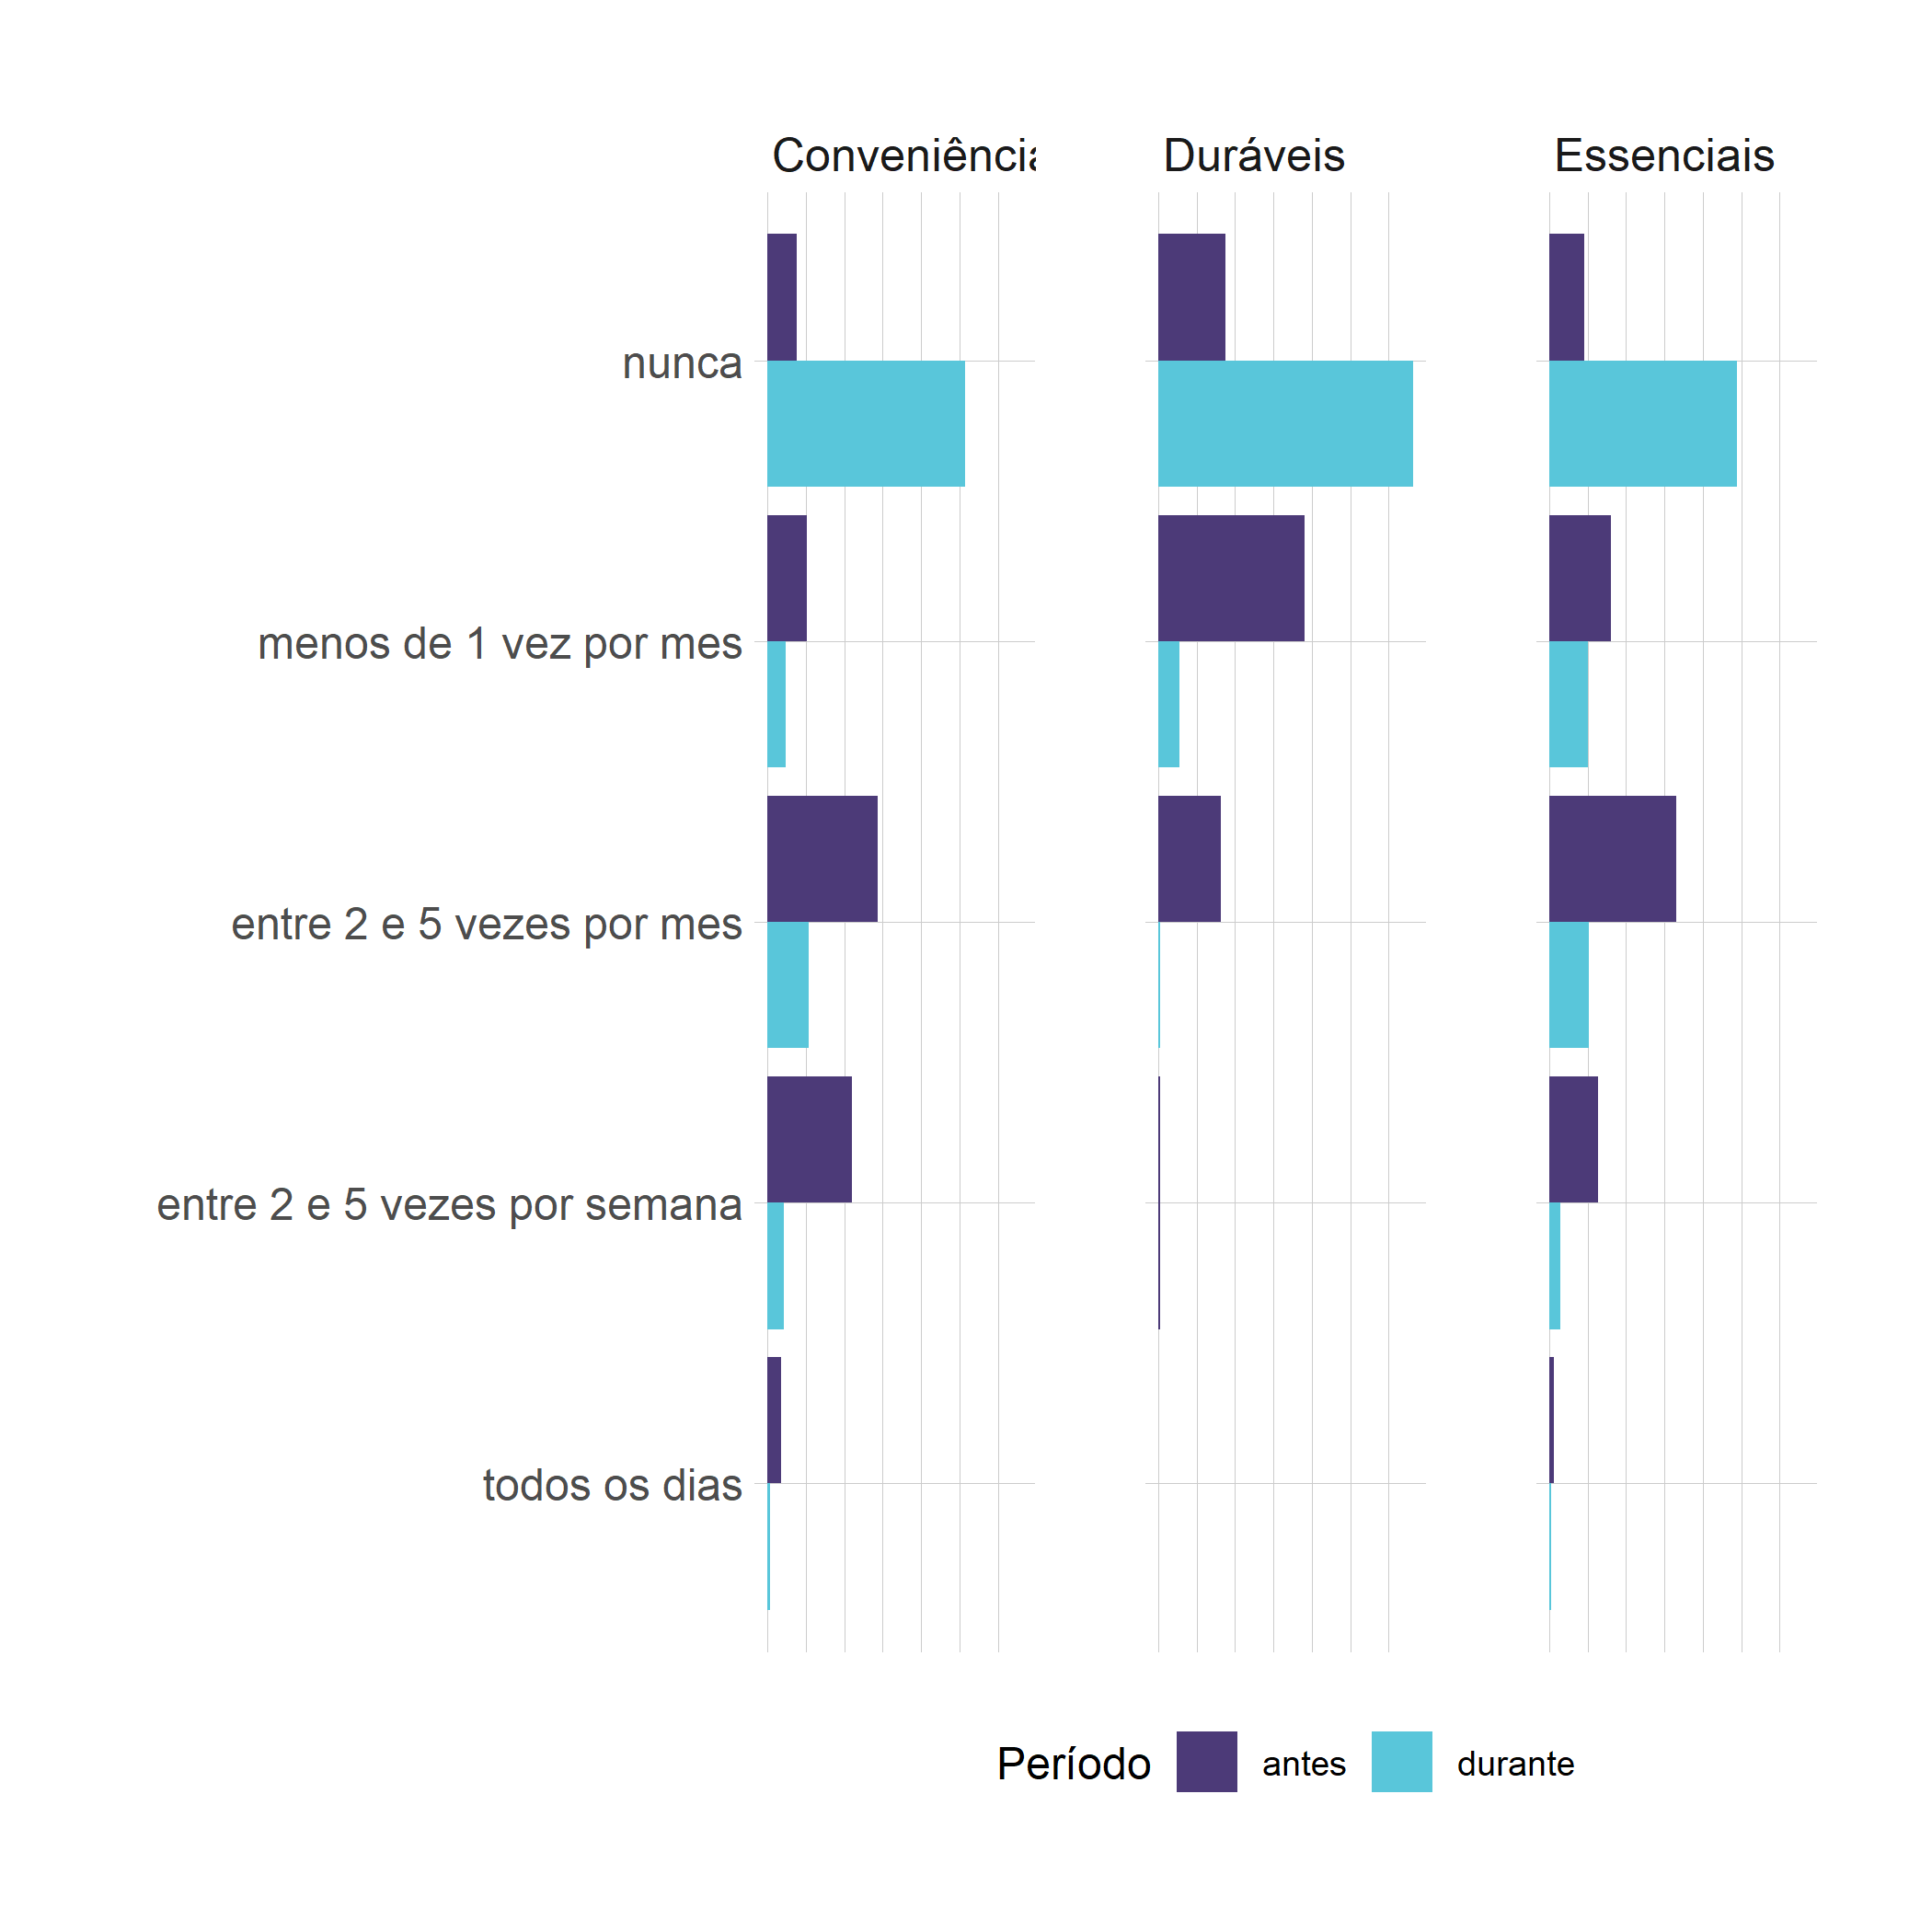 Conveniência Duráveis Essenciais
nunca
menos de 1 vez por mes
entre 2 e 5 vezes por mes
entre 2 e 5 vezes por semana
todos os dias
Período antes durante